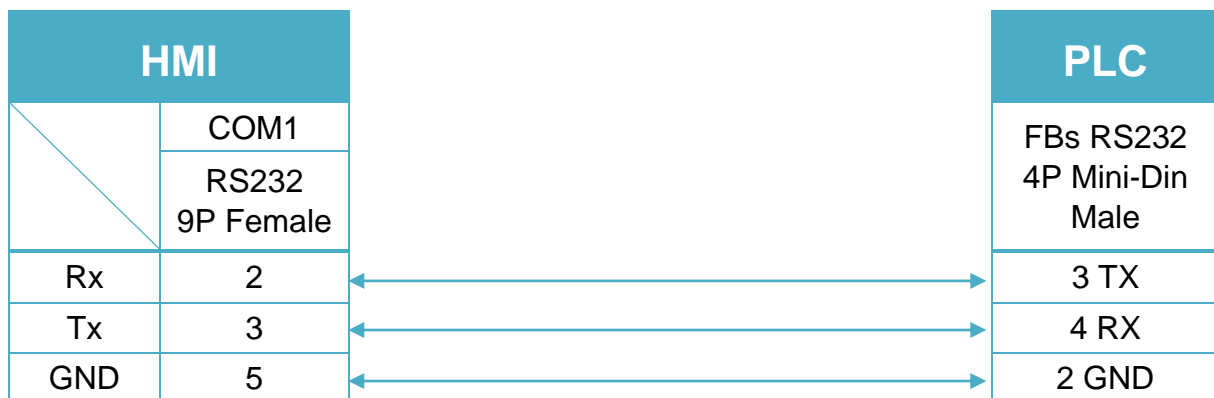 HMI
PLC
COM1
RS232
9P Female
FBs RS232
4P Mini-Din
Male
Rx 2 3 TX
Tx 3 4 RX
GND 5 2 GND